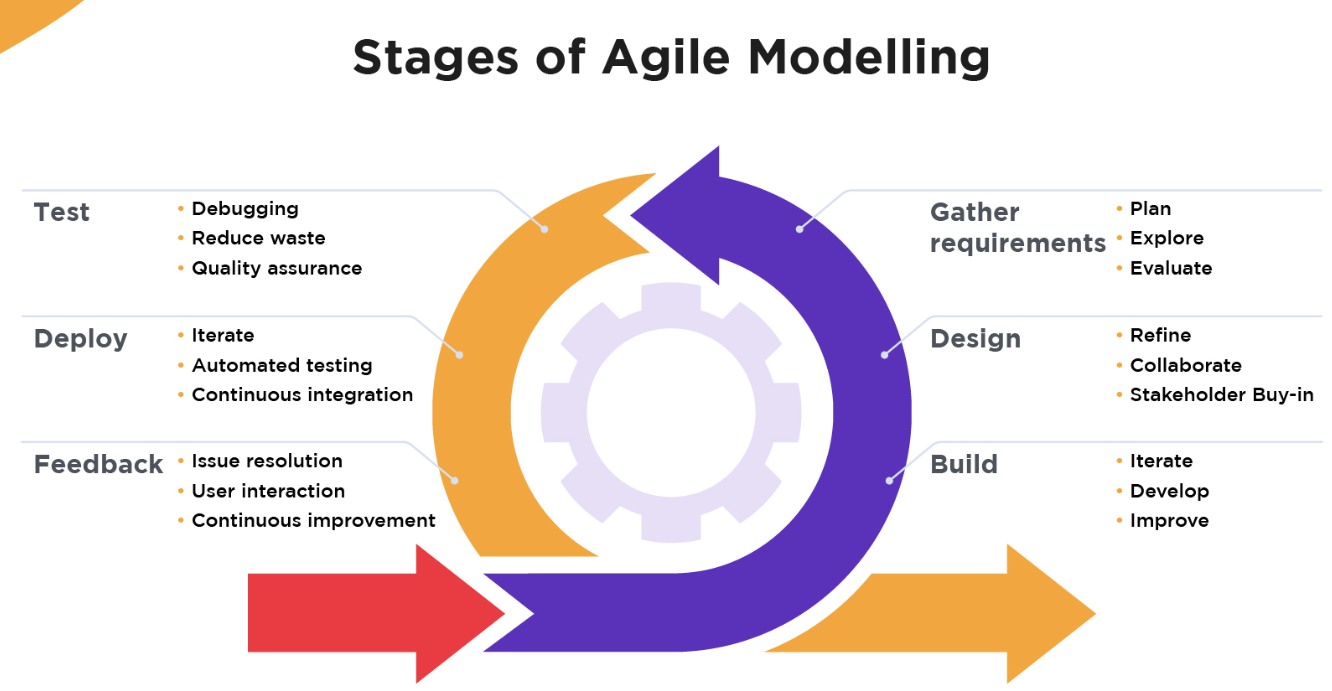 Stages of Agile Modelling
Test
• Debugging
• Reduce waste
• Quality assurance
Deploy
• Iterate
• Automated testing
• Continuous integration
Feedback
• Issue resolution
• User interaction
• Continuous improvement
Gather
requirements
• Plan
• Explore
• Evaluate
Design
• Refine
• Collaborate
• Stakeholder Buy-in
Build
• Iterate
• Develop
• Improve